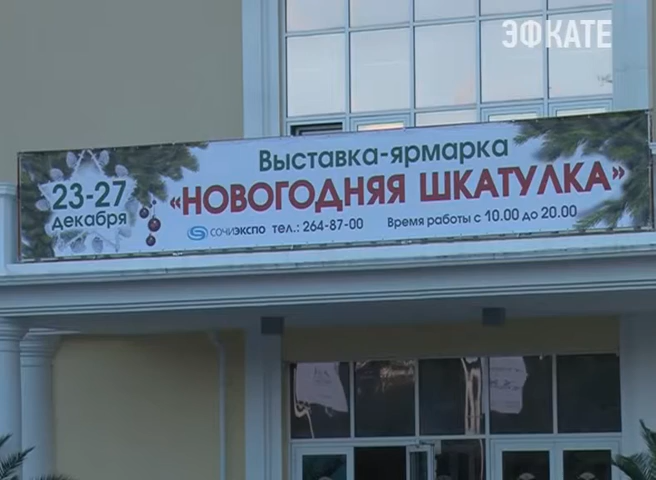 ЭФКАТЕ
Выставка-ярмарка
23-27
декабря
«НОВОГОДНЯЯ ШКАТУЛКА»
СОЧИЭКСПО тел.: 264-87-00 Время работы с 10.00 до 20.00